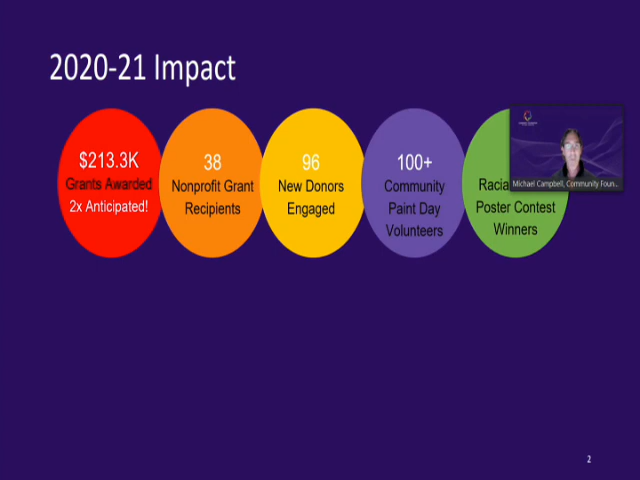 2020-21 Impact
$213.3K
Grants Awarded
2x Anticipated!
38
Nonprofit Grant
Recipients
96
New Donors
Engaged
100+
Community
Paint Day
Volunteers
Poster Contest
Winners
Michael Campbell, Community Foun...
2